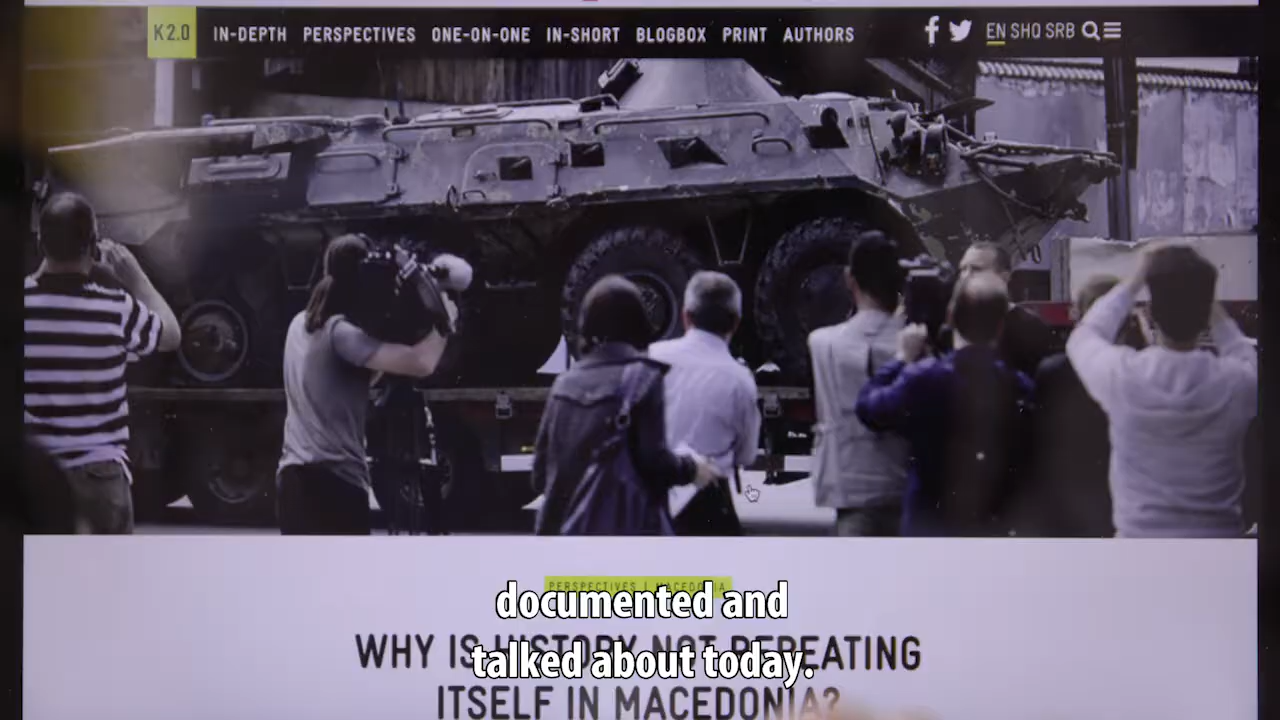 K2.0 IN-DEPTH PERSPECTIVES ONE-ON-ONE IN-SHORT BLOGBOX PRINT AUTHORS EN SHQ SRB
PERSPECTIVES | MACEDONIA
WHY IS HISTORY NOT REPEATING
ITSELF IN MACEDONIA?
documented and
talked about today.